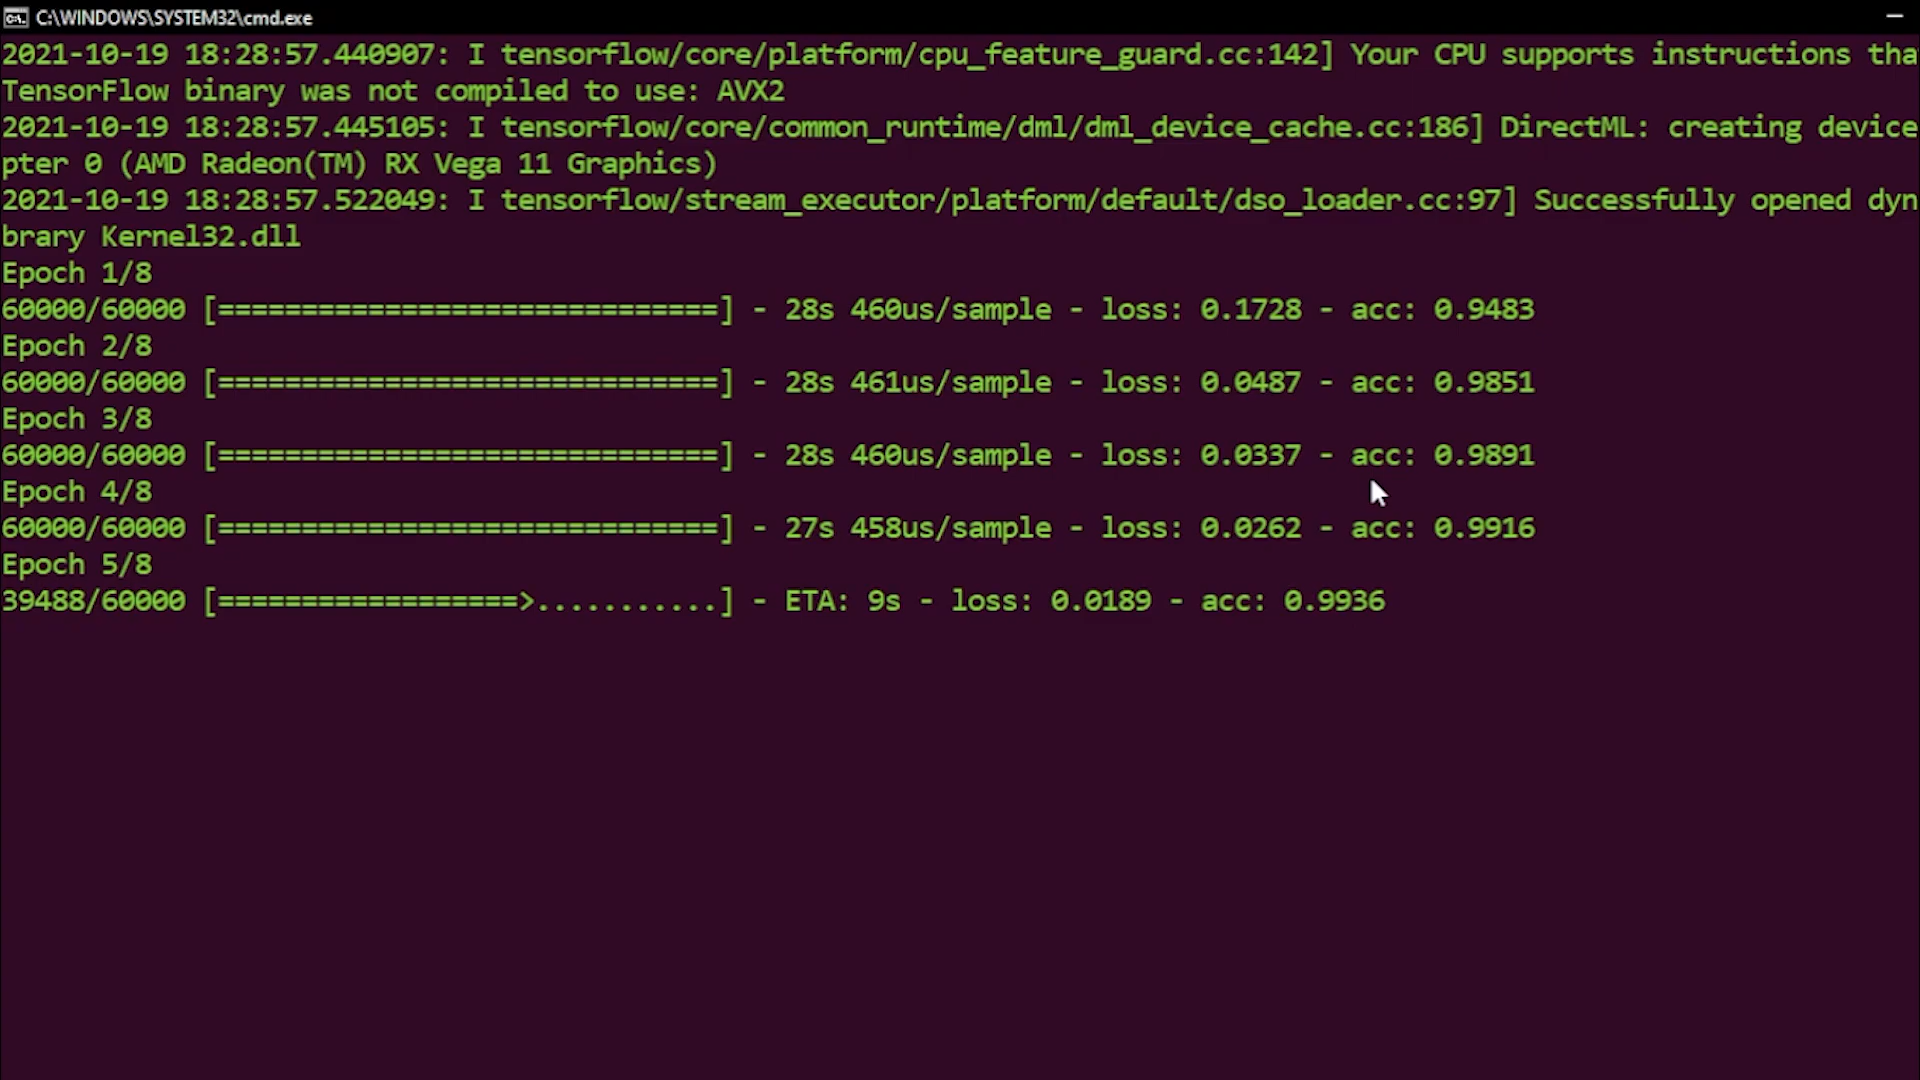 C:\WINDOWS\SYSTEM32\cmd.exe
2021-10-19 18:28:57.440907: I tensorflow/core/platform/cpu_feature_guard.cc:142] Your CPU supports instructions tha
TensorFlow binary was not compiled to use: AVX2
2021-10-19 18:28:57.445105: I tensorflow/core/common_runtime/dml/dml_device_cache.cc:186] DirectML: creating device
pter 0 (AMD Radeon(TM) RX Vega 11 Graphics)
2021-10-19 18:28:57.522049: I tensorflow/stream_executor/platform/default/dso_loader.cc:97] Successfully opened dyn
brary Kernel32.dll
Epoch 1/8
60000/60000 [==============================] - 28s 460us/sample - loss: 0.1728 - acc: 0.9483
Epoch 2/8
60000/60000 [==============================] - 28s 461us/sample - loss: 0.0487 - acc: 0.9851
Epoch 3/8
60000/60000 [==============================] - 28s 460us/sample - loss: 0.0337 - acc: 0.9891
Epoch 4/8
60000/60000 [==============================] - 27s 458us/sample - loss: 0.0262 - acc: 0.9916
Epoch 5/8
39488/60000 [==================>...........] - ETA: 9s - loss: 0.0189 - acc: 0.9936